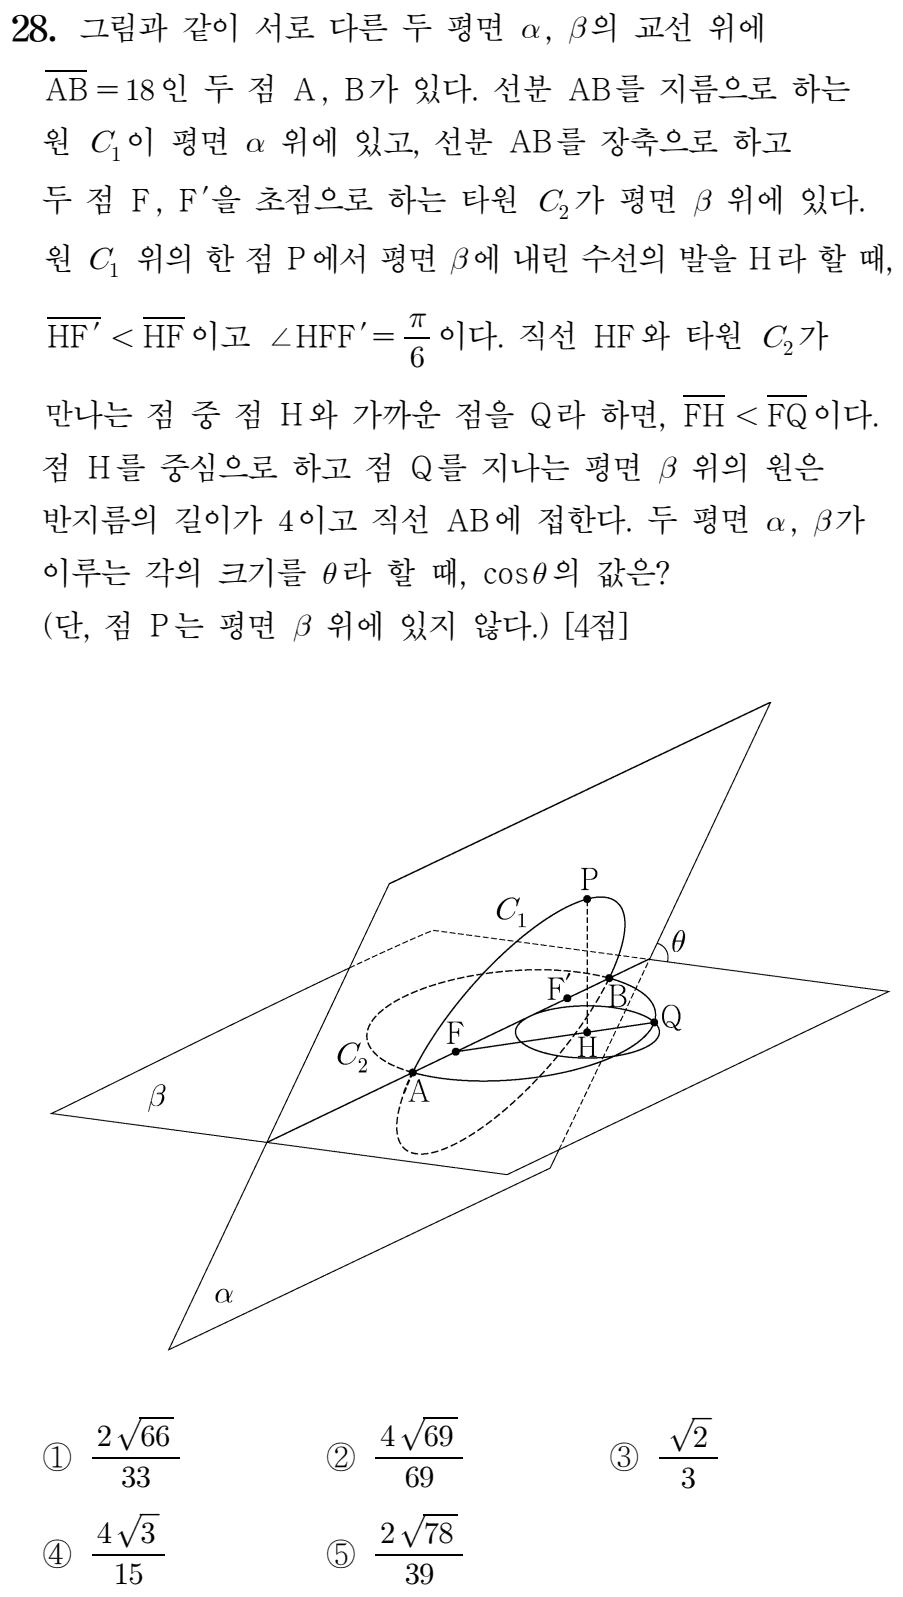 28. 그림과 같이 서로 다른 두 평면 α, β의 교선 위에
AB=18인 두 점 A, B가 있다. 선분 AB를 지름으로 하는
원 C₁이 평면 α 위에 있고, 선분 AB를 장축으로 하고
두 점 F, F′을 초점으로 하는 타원 C₂가 평면 β 위에 있다.
원 C₁ 위의 한 점 P에서 평면 β에 내린 수선의 발을 H라 할 때,
HF′ < HF이고 ∠HFF′=π/6이다. 직선 HF와 타원 C₂가
만나는 점 중 점 H와 가까운 점을 Q라 하면, FH < FQ이다.
점 H를 중심으로 하고 점 Q를 지나는 평면 β 위의 원은
반지름의 길이가 4이고 직선 AB에 접한다. 두 평면 α, β가
이루는 각의 크기를 θ라 할 때, cosθ의 값은?
(단, 점 P는 평면 β 위에 있지 않다.) [4점]
P
C₁
θ
F′
B
Q
F
H
C₂
A
β
α
① 2√66/33 ② 4√69/69 ③ √2/3
④ 4√3/15 ⑤ 2√78/39